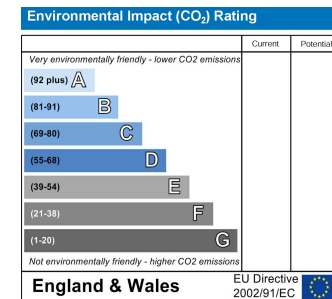 Environmental Impact (CO₂) Rating
Current Potential
Very environmentally friendly - lower CO2 emissions
(92 plus) A
(81-91) B
(69-80) C
(55-68) D
(39-54) E
(21-38) F
(1-20) G
Not environmentally friendly - higher CO2 emissions
England & Wales
EU Directive
2002/91/EC